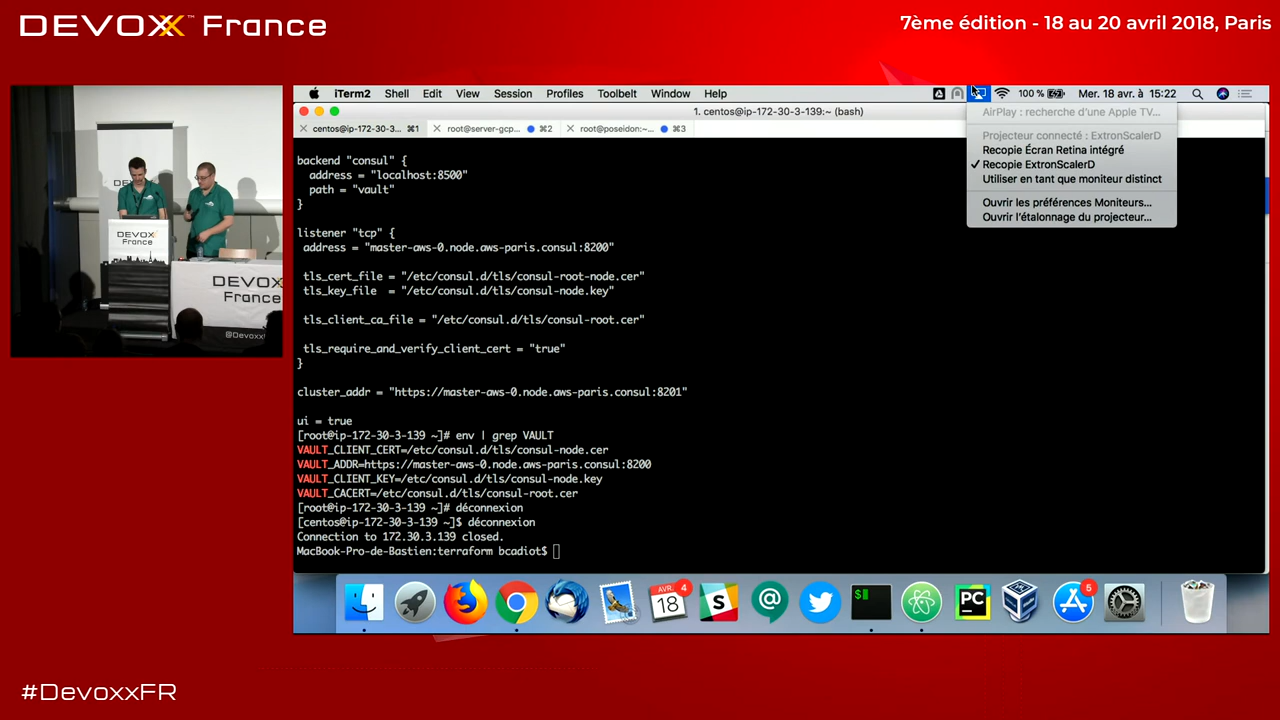 DEVOXX™ France
7ème édition - 18 au 20 avril 2018, Paris
iTerm2 Shell Edit View Session Profiles Toolbelt Window Help
100 % Mer. 18 avr. à 15:22
1. centos@ip-172-30-3-139:~ (bash)
centos@ip-172-30-3... ⌘1 × root@server-gcp... ⌘2 × root@poseidon:~... ⌘3
AirPlay : recherche d'une Apple TV...
Projecteur connecté : ExtronScalerD
Recopie Écran Retina intégré
✓ Recopie ExtronScalerD
Utiliser en tant que moniteur distinct
Ouvrir les préférences Moniteurs...
Ouvrir l'étalonnage du projecteur...
backend "consul" {
address = "localhost:8500"
path = "vault"
}
listener "tcp" {
address = "master-aws-0.node.aws-paris.consul:8200"
tls_cert_file = "/etc/consul.d/tls/consul-root-node.cer"
tls_key_file = "/etc/consul.d/tls/consul-node.key"
tls_client_ca_file = "/etc/consul.d/tls/consul-root.cer"
tls_require_and_verify_client_cert = "true"
}
cluster_addr = "https://master-aws-0.node.aws-paris.consul:8201"
ui = true
[root@ip-172-30-3-139 ~]# env | grep VAULT
VAULT_CLIENT_CERT=/etc/consul.d/tls/consul-node.cer
VAULT_ADDR=https://master-aws-0.node.aws-paris.consul:8200
VAULT_CLIENT_KEY=/etc/consul.d/tls/consul-node.key
VAULT_CACERT=/etc/consul.d/tls/consul-root.cer
[root@ip-172-30-3-139 ~]# déconnexion
[centos@ip-172-30-3-139 ~]$ déconnexion
Connection to 172.30.3.139 closed.
MacBook-Pro-de-Bastien:terraform bcadiot$
DEVOXX
France
DEVOXX
France
@Devoxx
AVR.
18
4
S
@
$
PC
5
#DevoxxFR